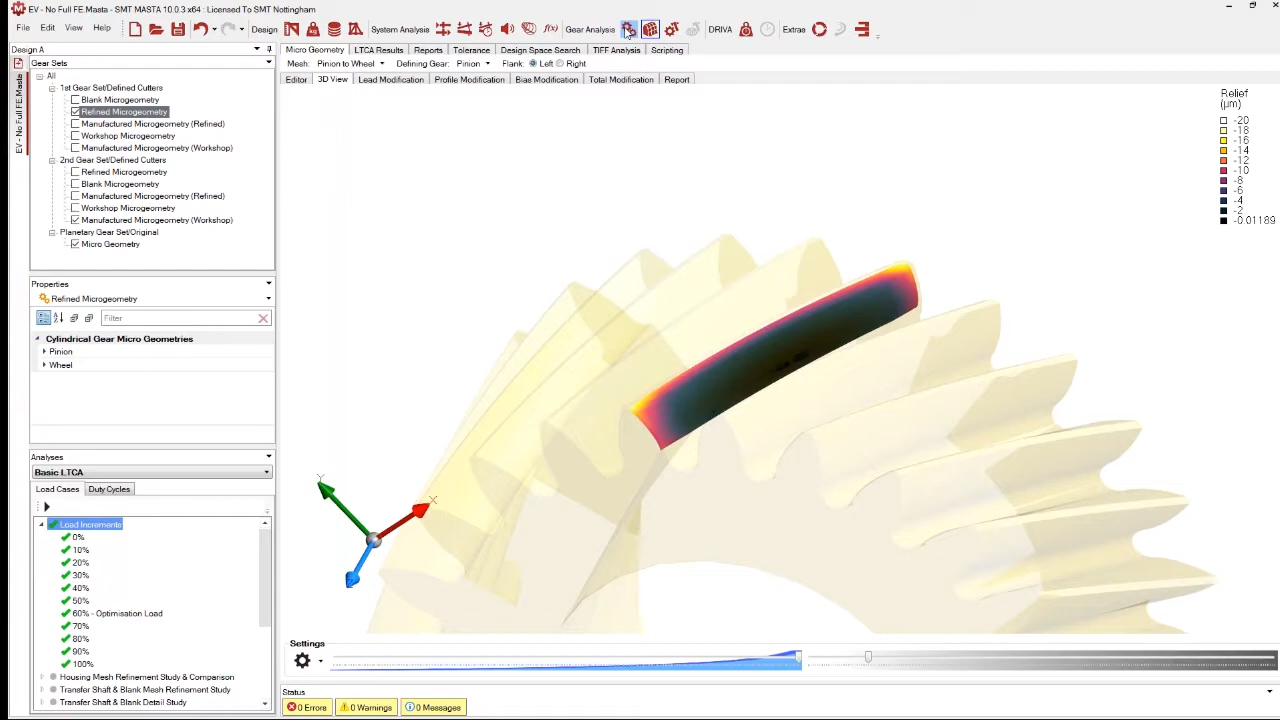 EV - No Full FE.Masta - SMT MASTA 10.0.3 x64 : Licensed To SMT Nottingham
File Edit View Help Design System Analysis f(x) Gear Analysis DRIVA Extras
Design A
EV - No Full FE.Masta
Gear Sets
All
1st Gear Set/Defined Cutters
Blank Microgeometry
Refined Microgeometry
Manufactured Microgeometry (Refined)
Workshop Microgeometry
Manufactured Microgeometry (Workshop)
2nd Gear Set/Defined Cutters
Refined Microgeometry
Blank Microgeometry
Manufactured Microgeometry (Refined)
Workshop Microgeometry
Manufactured Microgeometry (Workshop)
Planetary Gear Set/Original
Micro Geometry
Properties
Refined Microgeometry
Filter
Cylindrical Gear Micro Geometries
Pinion
Wheel
Analyses
Basic LTCA
Load Cases Duty Cycles
Load Increments
0%
10%
20%
30%
40%
50%
60% - Optimisation Load
70%
80%
90%
100%
Housing Mesh Refinement Study & Comparison
Transfer Shaft & Blank Mesh Refinement Study
Transfer Shaft & Blank Detail Study
Micro Geometry LTCA Results Reports Tolerance Design Space Search TIFF Analysis Scripting
Mesh: Pinion to Wheel Defining Gear: Pinion Flank: Left Right
Editor 3D View Lead Modification Profile Modification Bias Modification Total Modification Report
Relief
(µm)
-20
-18
-16
-14
-12
-10
-8
-6
-4
-2
-0.01189
Y
X
Settings
Status
0 Errors 0 Warnings 0 Messages